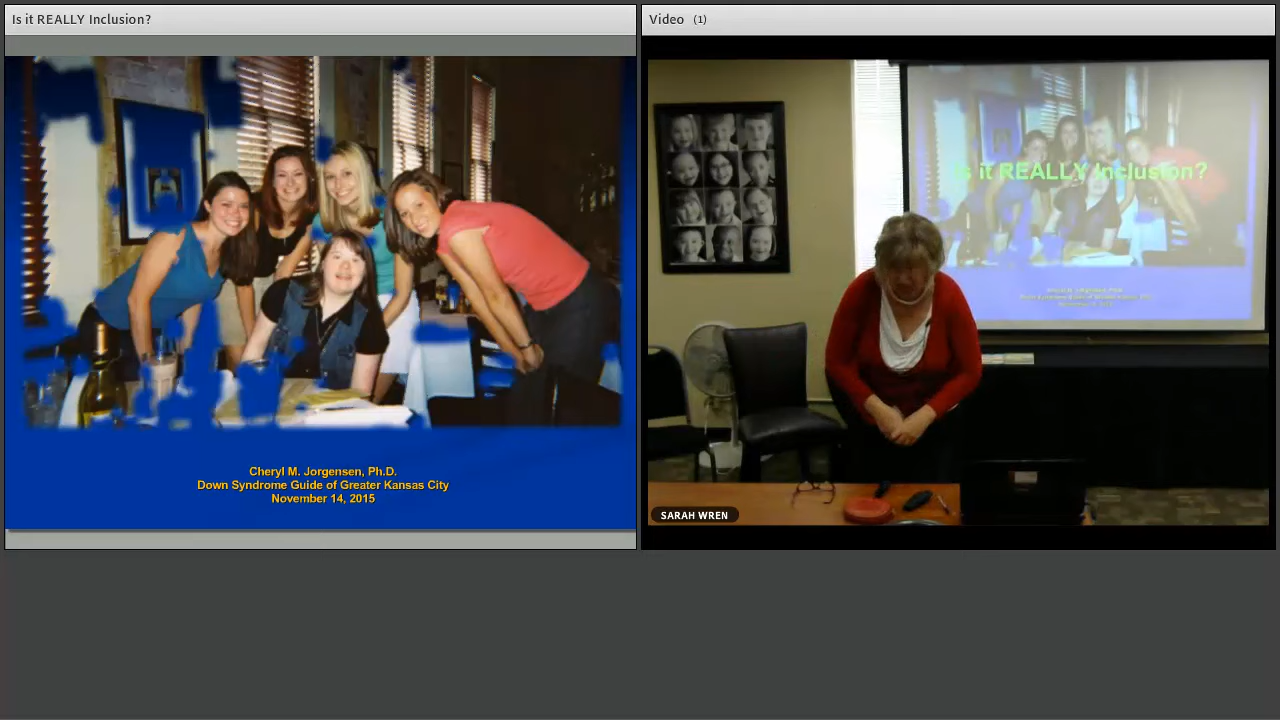 Is it REALLY Inclusion?
Cheryl M. Jorgensen, Ph.D.
Down Syndrome Guide of Greater Kansas City
November 14, 2015
Video (1)
Is it REALLY Inclusion?
SARAH WREN